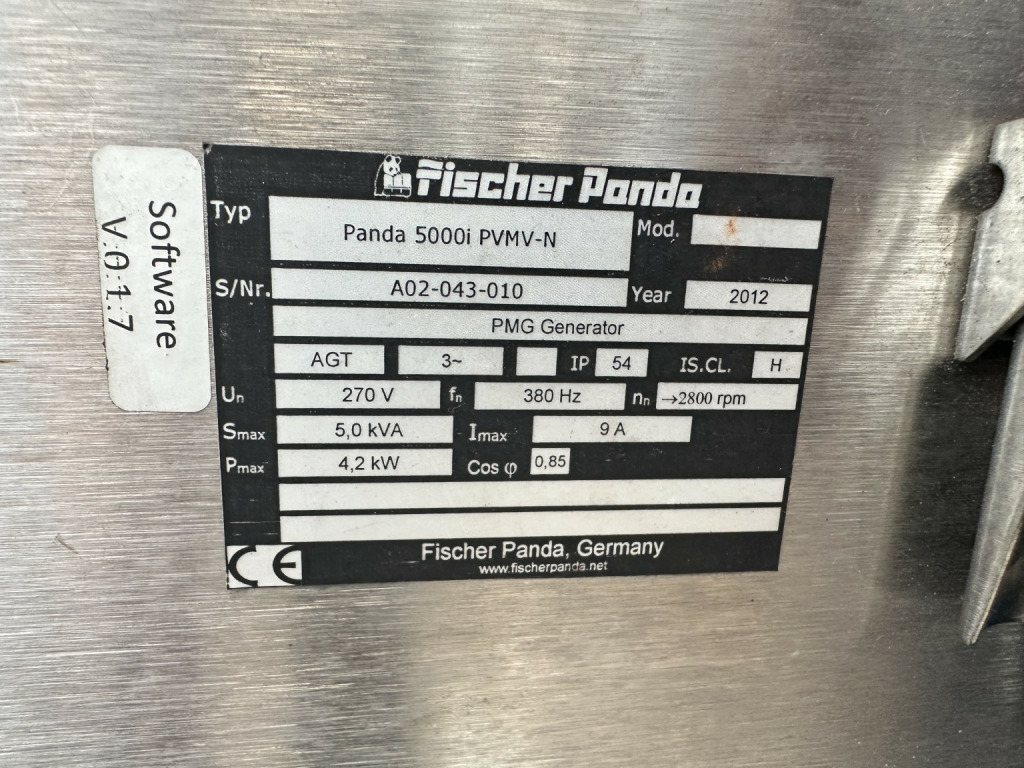 Software
V.0.1.7
Fischer Panda
Typ Panda 5000i PVMV-N Mod.
S/Nr. A02-043-010 Year 2012
PMG Generator
AGT 3~ IP 54 IS.CL. H
Un 270 V fn 380 Hz nn →2800 rpm
Smax 5,0 kVA Imax 9 A
Pmax 4,2 kW Cos φ 0,85
CE Fischer Panda, Germany
www.fischerpanda.net